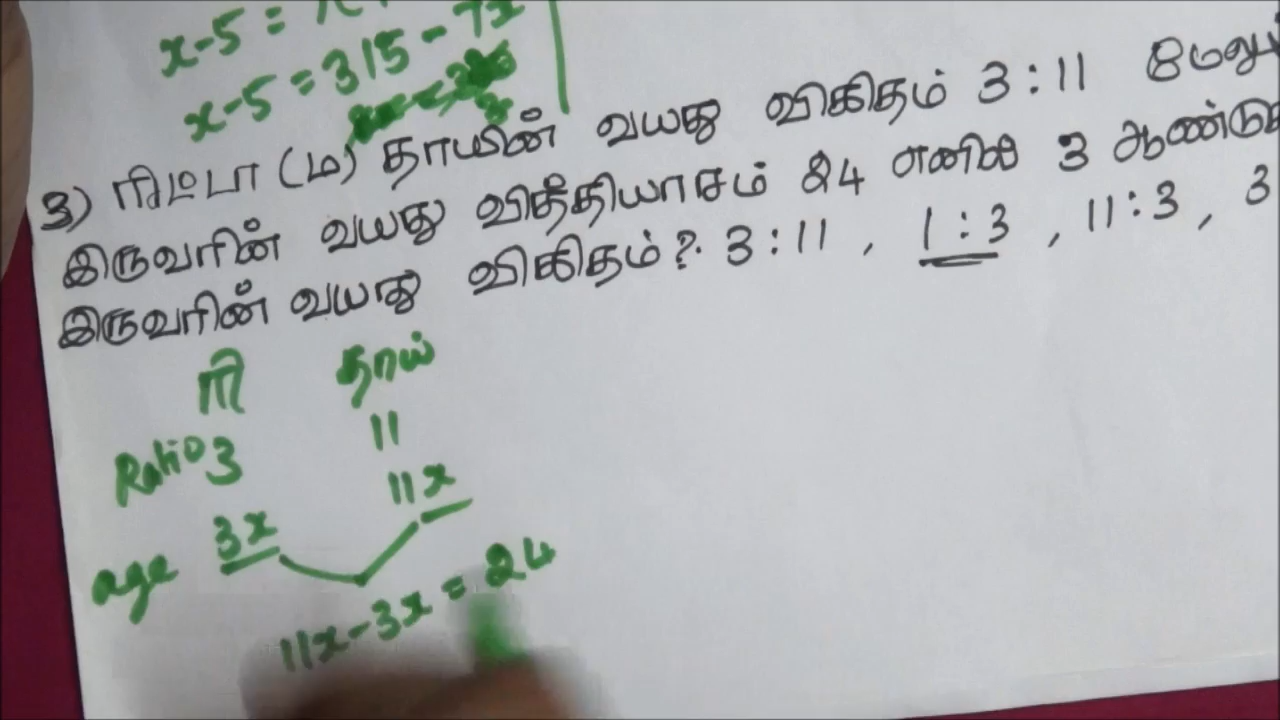 x-5 =
x-5 = 315 - 7x
3) ரிட்டா (ம) தாயின் வயது விகிதம் 3:11 மேலும்
இருவரின் வயது வித்தியாசம் 24 எனில் 3
இருவரின் வயது விகிதம்? 3:11 , 1:3 , 11:3 , 3
ரி தாய்
Ratio 3 11
age 3x 11x
11x-3x = 24